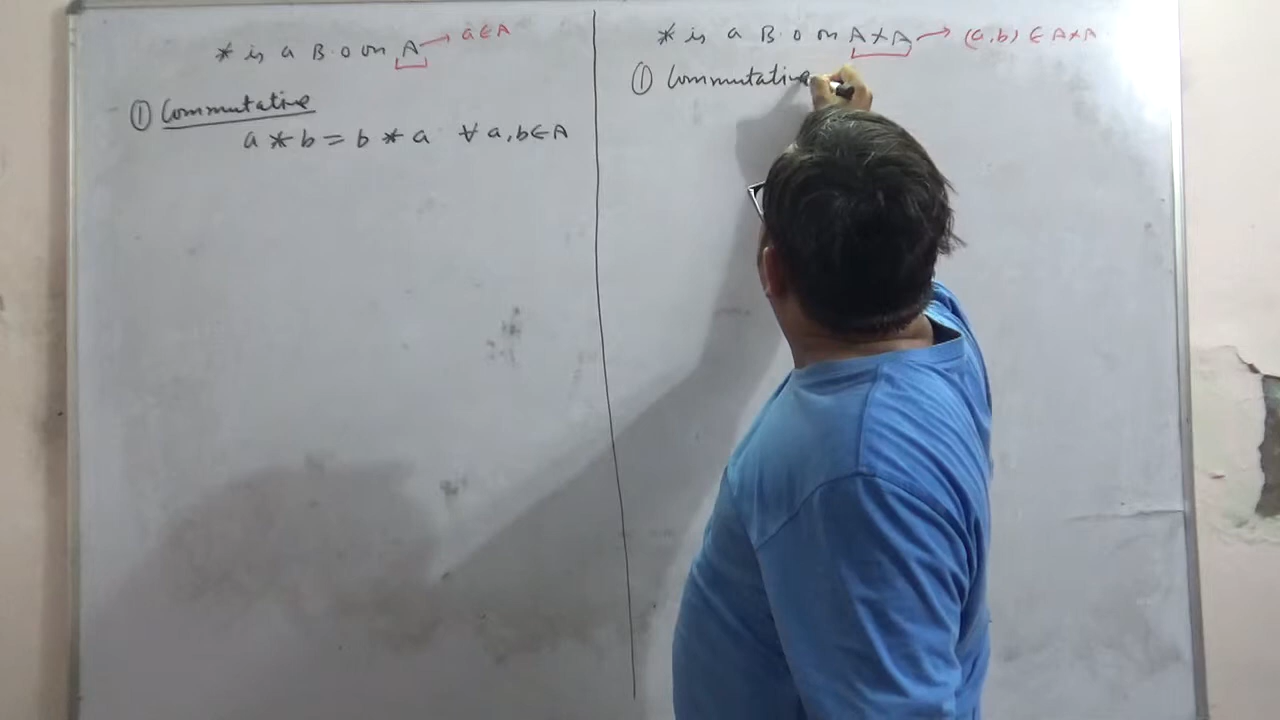 * is a B.O on A → a∈A
① Commutative
a * b = b * a ∀ a,b∈A
* is a B.O on A×A → (a,b) ∈ A×A
① Commutative